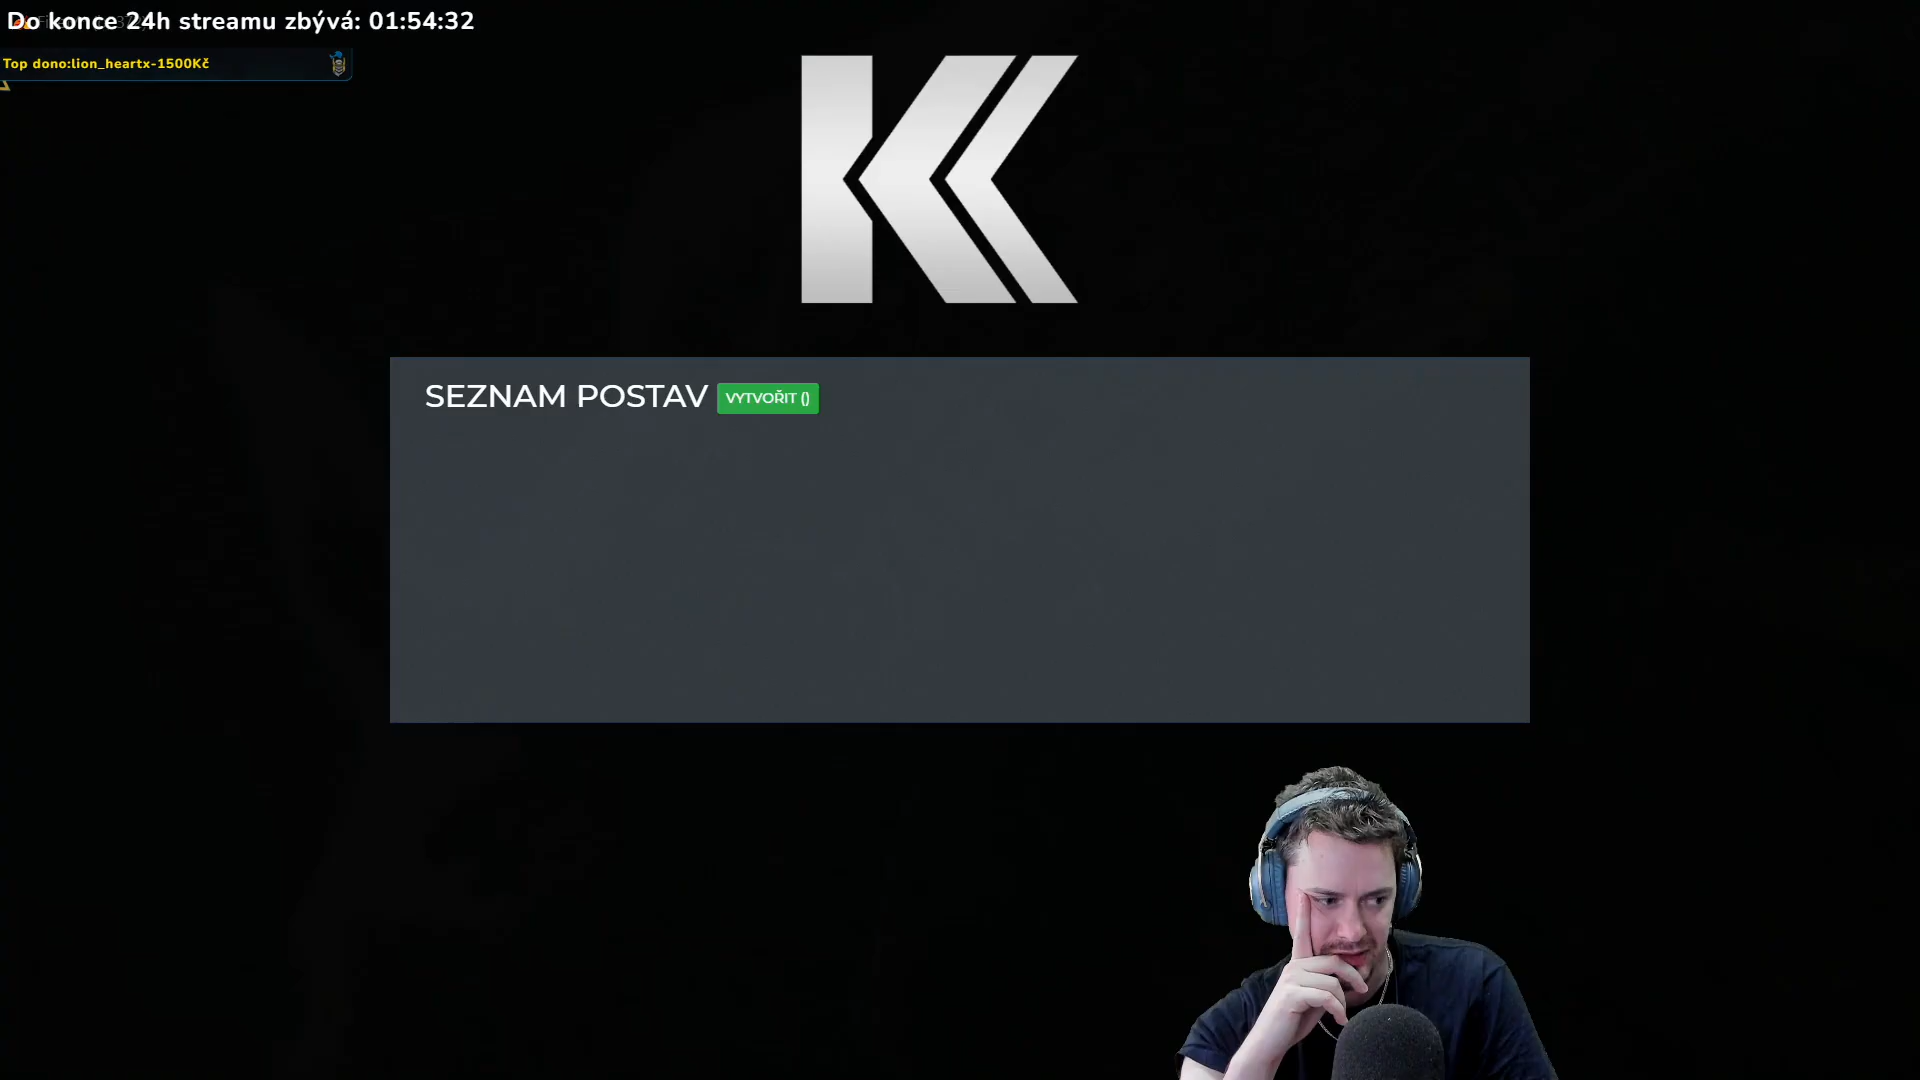 Do konce 24h streamu zbývá: 01:54:32
Top dono:lion_heartx-1500Kč
SEZNAM POSTAV
VYTVOŘIT ()